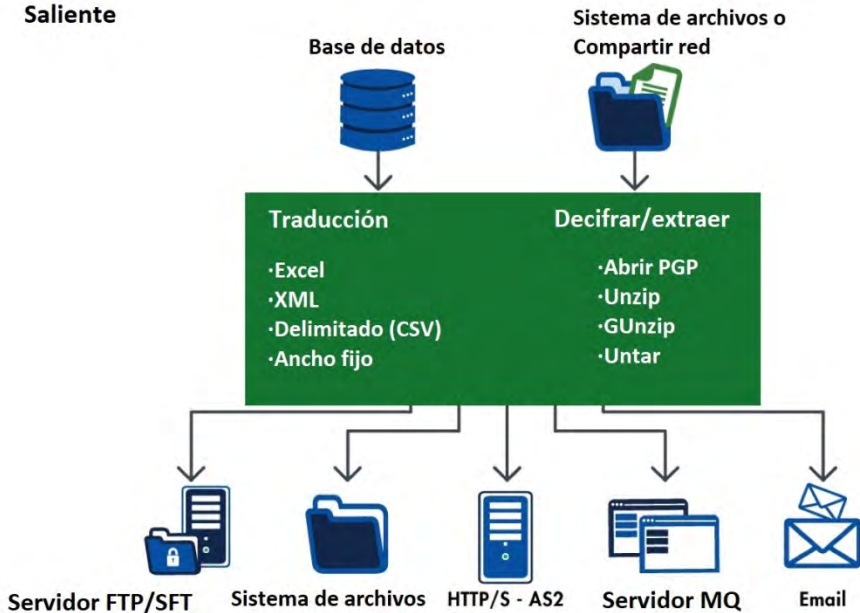 Saliente
Base de datos
Sistema de archivos o
Compartir red
Traducción
·Excel
·XML
·Delimitado (CSV)
·Ancho fijo
Decifrar/extraer
·Abrir PGP
·Unzip
·GUnzip
·Untar
Servidor FTP/SFT
Sistema de archivos
HTTP/S - AS2
Servidor MQ
Email